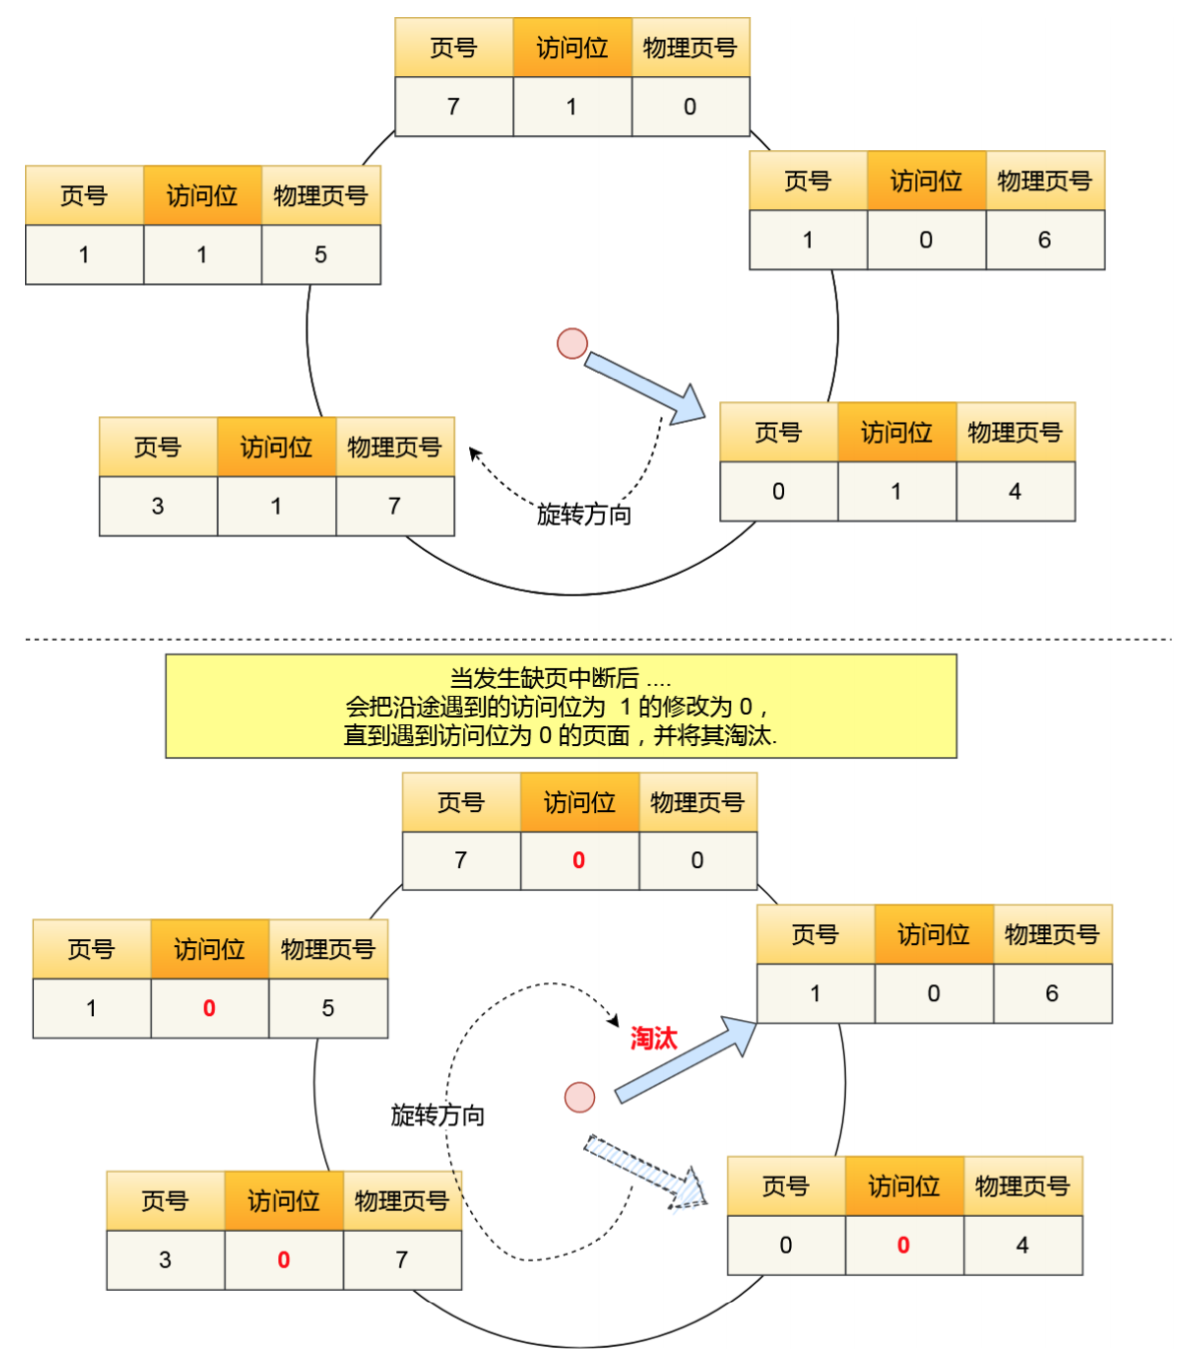 页号 访问位 物理页号
7 1 0
页号 访问位 物理页号
1 0 6
页号 访问位 物理页号
1 1 5
页号 访问位 物理页号
0 1 4
页号 访问位 物理页号
3 1 7
旋转方向
当发生缺页中断后 ....
会把沿途遇到的访问位为 1 的修改为 0，
直到遇到访问位为 0 的页面，并将其淘汰.
页号 访问位 物理页号
7 0 0
页号 访问位 物理页号
1 0 6
页号 访问位 物理页号
1 0 5
淘汰
旋转方向
页号 访问位 物理页号
0 0 4
页号 访问位 物理页号
3 0 7